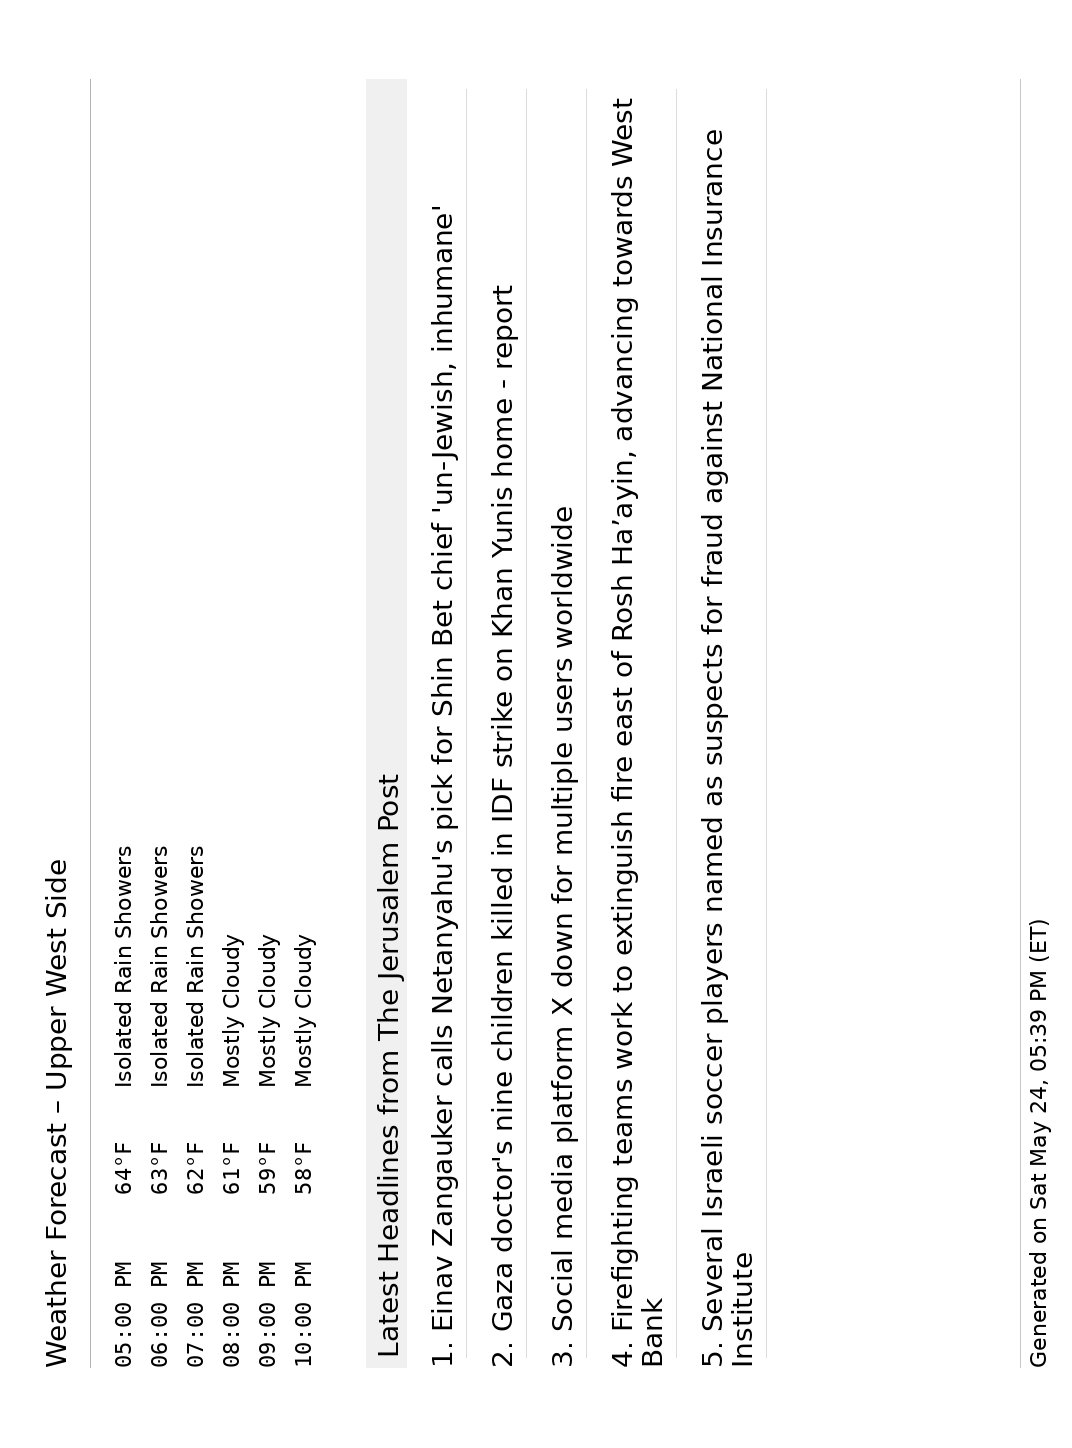 Weather Forecast – Upper West Side
05:00 PM 64°F Isolated Rain Showers
06:00 PM 63°F Isolated Rain Showers
07:00 PM 62°F Isolated Rain Showers
08:00 PM 61°F Mostly Cloudy
09:00 PM 59°F Mostly Cloudy
10:00 PM 58°F Mostly Cloudy
Latest Headlines from The Jerusalem Post
1. Einav Zangauker calls Netanyahu's pick for Shin Bet chief 'un-Jewish, inhumane'
2. Gaza doctor's nine children killed in IDF strike on Khan Yunis home - report
3. Social media platform X down for multiple users worldwide
4. Firefighting teams work to extinguish fire east of Rosh Ha’ayin, advancing towards West
Bank
5. Several Israeli soccer players named as suspects for fraud against National Insurance
Institute
Generated on Sat May 24, 05:39 PM (ET)